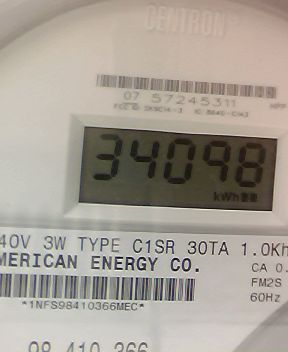 CENTRON®
07 57245311
34098
kWh
40V 3W TYPE C1SR 30TA 1.0Kh
MERICAN ENERGY CO.
CA 0.
*1NFS98410366MEC*
FM2S
60Hz
98 410 366